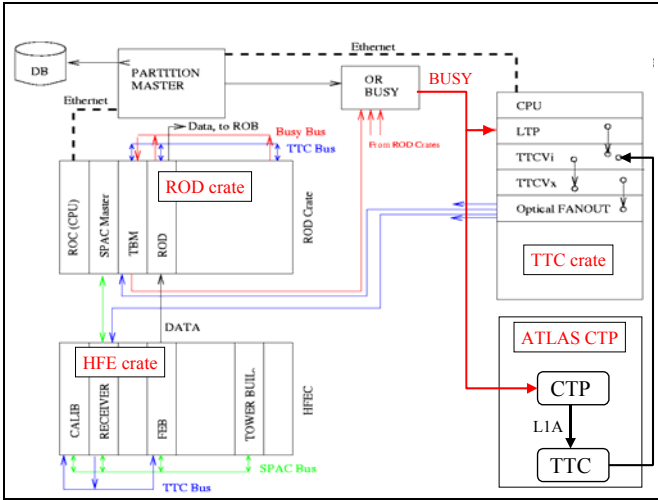 Ethernet
DB
PARTITION
MASTER
OR
BUSY
BUSY
Ethernet
CPU
LTP
TTCVi
TTCVx
Optical FANOUT
TTC crate
Data, to ROB
Busy Bus
TTC Bus
From ROD Crates
ROD crate
ROC (CPU)
SPAC Master
TBM
ROD
ROD Crate
DATA
HFE crate
CALIB
RECEIVER
FEB
TOWER BUIL.
HFEC
SPAC Bus
TTC Bus
ATLAS CTP
CTP
L1A
TTC